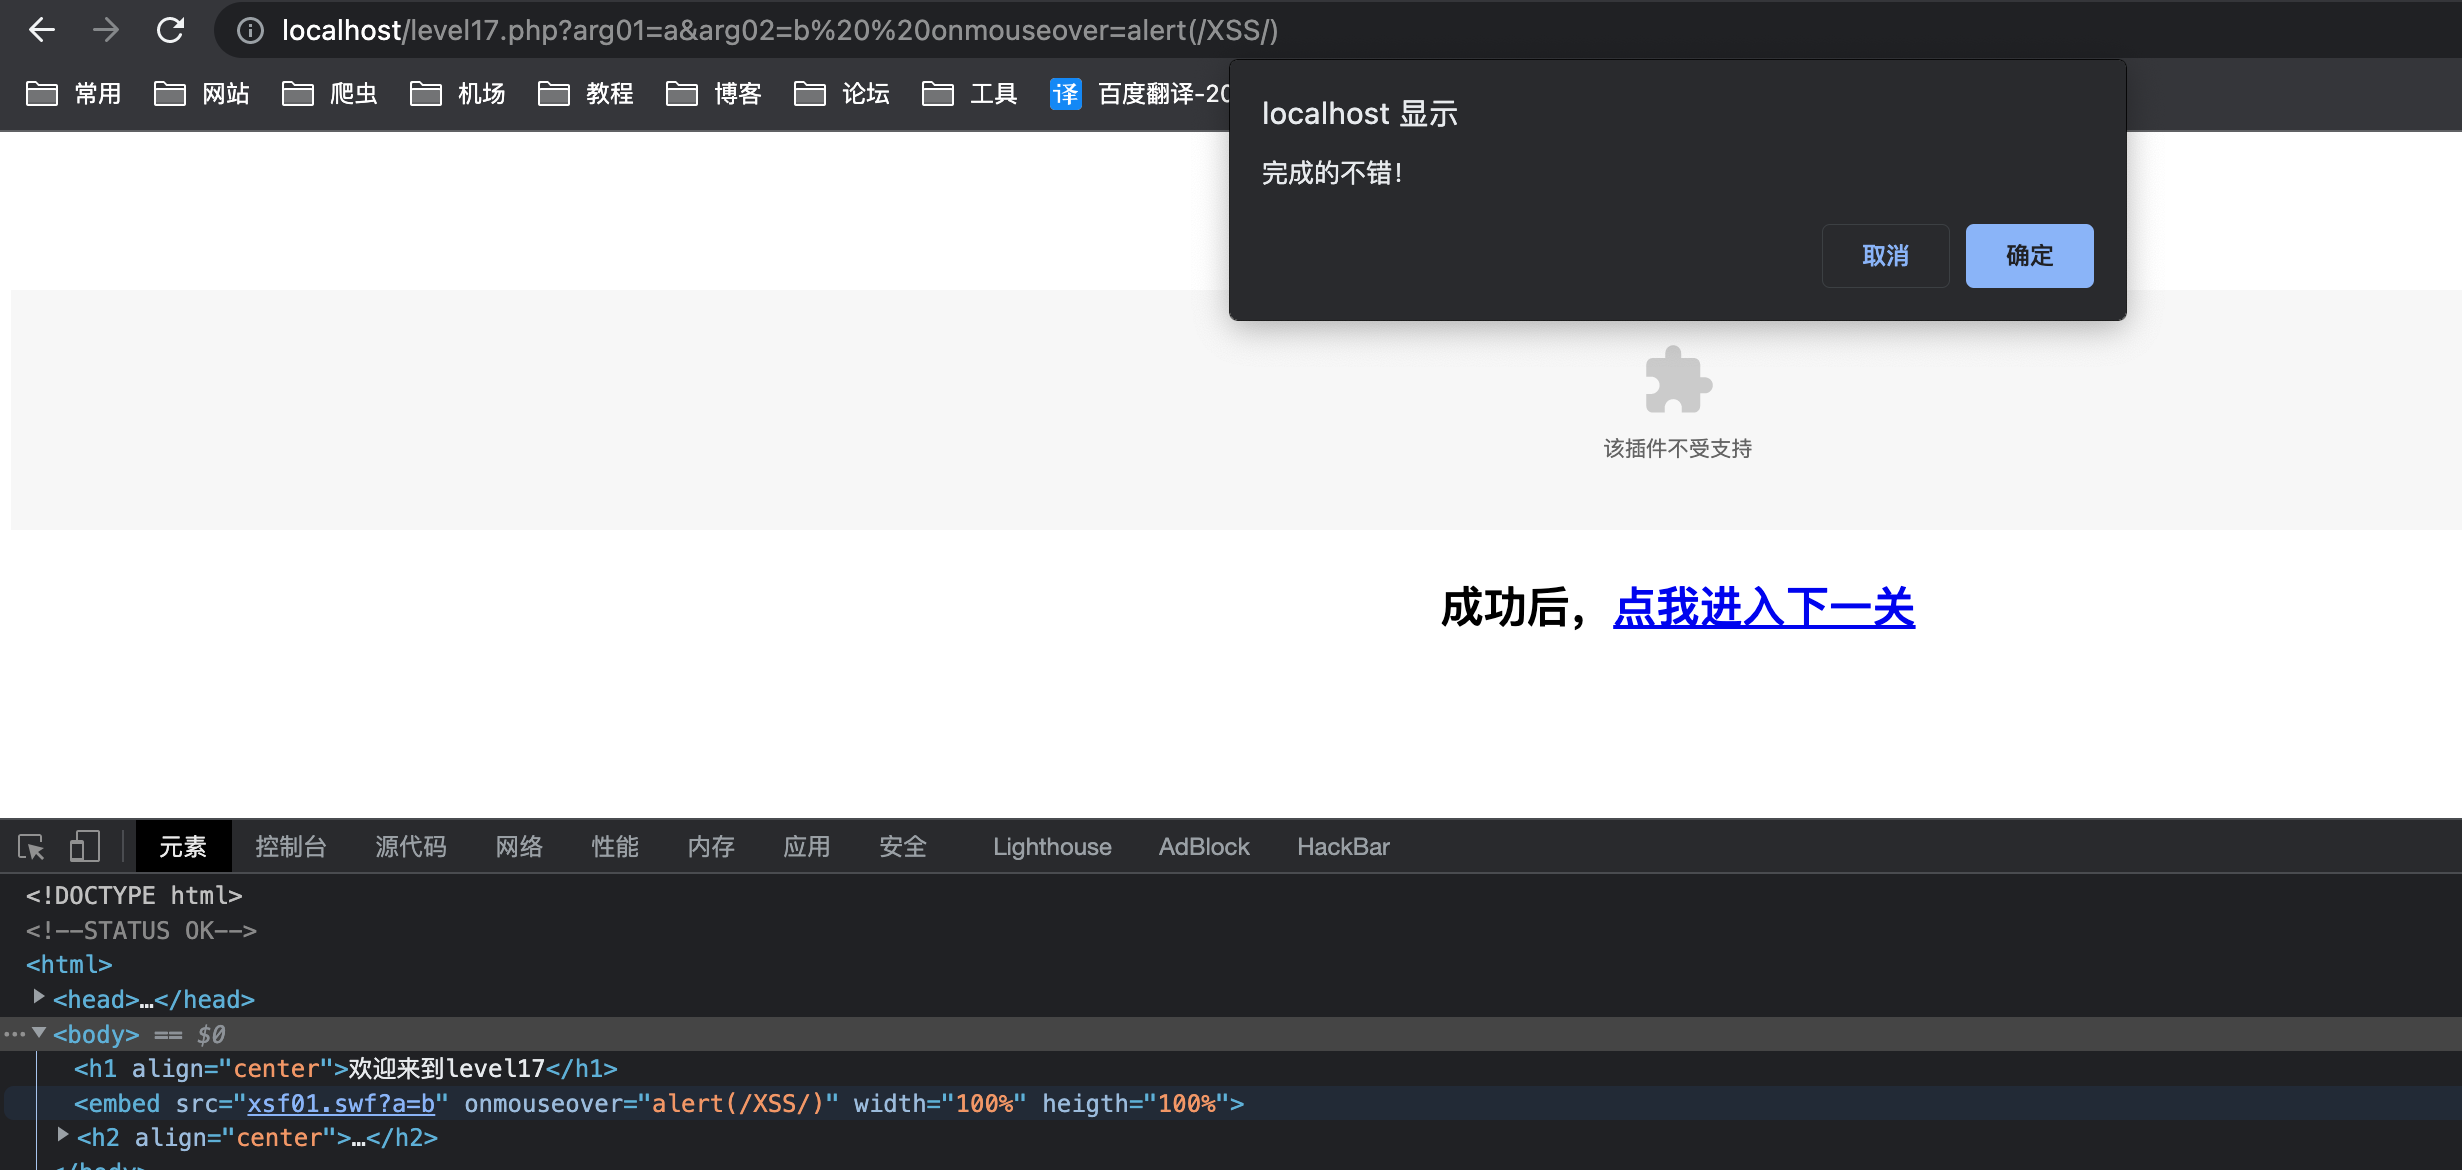 localhost/level17.php?arg01=a&arg02=b%20%20onmouseover=alert(/XSS/)
常用 网站 爬虫 机场 教程 博客 论坛 工具 译 百度翻译-20
localhost 显示
完成的不错!
取消 确定
该插件不受支持
成功后，点我进入下一关
元素 控制台 源代码 网络 性能 内存 应用 安全 Lighthouse AdBlock HackBar
<!DOCTYPE html>
<!--STATUS OK-->
<html>
<head>…</head>
<body> == $0
<h1 align="center">欢迎来到level17</h1>
<embed src="xsf01.swf?a=b" onmouseover="alert(/XSS/)" width="100%" heigth="100%">
<h2 align="center">…</h2>
</body>